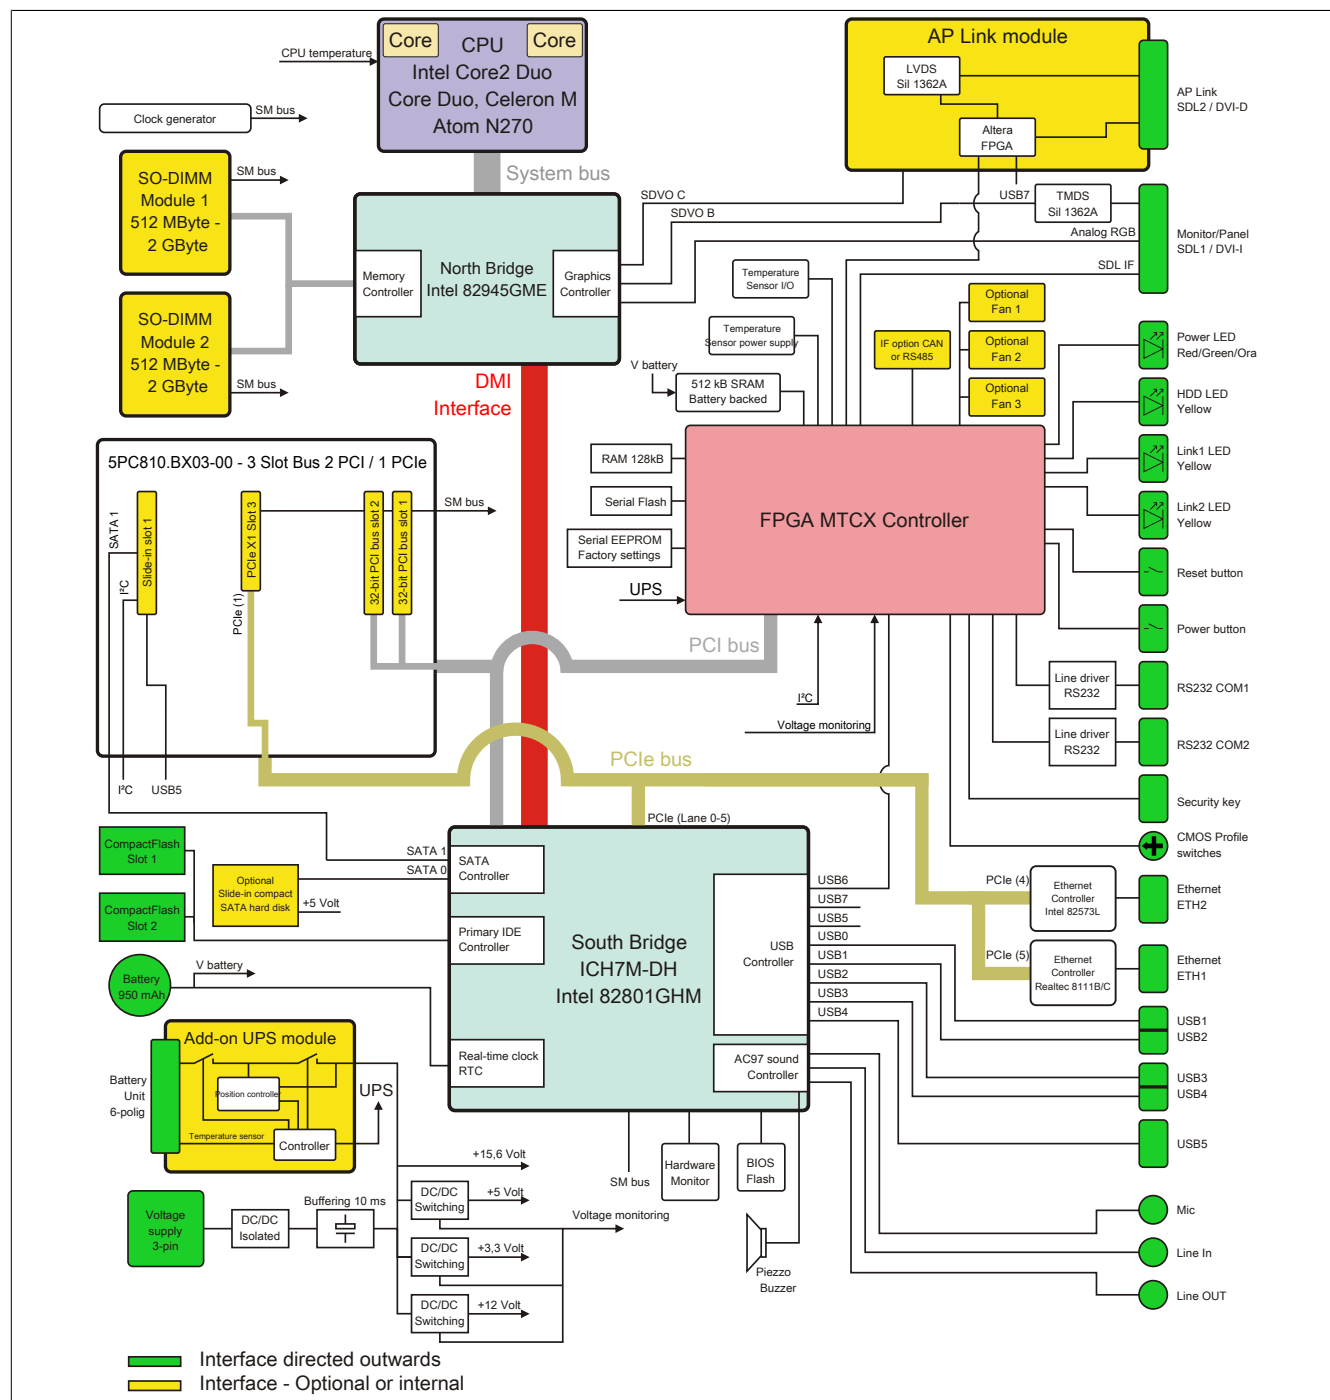 Core
Core
CPU
Intel Core2 Duo
Core Duo, Celeron M
Atom N270
CPU temperature
Clock generator
SM bus
System bus
AP Link module
LVDS
Sil 1362A
Altera
FPGA
AP Link
SDL2 / DVI-D
SO-DIMM
Module 1
512 MByte -
2 GByte
SM bus
SO-DIMM
Module 2
512 MByte -
2 GByte
SM bus
Memory
Controller
North Bridge
Intel 82945GME
Graphics
Controller
SDVO C
SDVO B
USB7
TMDS
Sil 1362A
Analog RGB
SDL IF
Monitor/Panel
SDL1 / DVI-I
Temperature
Sensor I/O
Temperature
Sensor power supply
V battery
512 kB SRAM
Battery backed
IF option CAN
or RS485
Optional
Fan 1
Optional
Fan 2
Optional
Fan 3
Power LED
Red/Green/Ora
HDD LED
Yellow
Link1 LED
Yellow
Link2 LED
Yellow
Reset button
Power button
DMI
Interface
5PC810.BX03-00 - 3 Slot Bus 2 PCI / 1 PCIe
SATA 1
I²C
Slide-in slot 1
PCIe X1 Slot 3
PCIe (1)
32-bit PCI bus slot 2
32-bit PCI bus slot 1
SM bus
I²C
USB5
RAM 128kB
Serial Flash
Serial EEPROM
Factory settings
UPS
FPGA MTCX Controller
PCI bus
I²C
Voltage monitoring
Line driver
RS232
RS232 COM1
Line driver
RS232
RS232 COM2
Security key
CMOS Profile
switches
PCIe bus
PCIe (Lane 0-5)
PCIe (4)
Ethernet
Controller
Intel 82573L
Ethernet
ETH2
PCIe (5)
Ethernet
Controller
Realtec 8111B/C
Ethernet
ETH1
CompactFlash
Slot 1
CompactFlash
Slot 2
Optional
Slide-in compact
SATA hard disk
+5 Volt
SATA 1
SATA 0
SATA
Controller
Primary IDE
Controller
South Bridge
ICH7M-DH
Intel 82801GHM
USB
Controller
USB6
USB7
USB5
USB0
USB1
USB2
USB3
USB4
Battery
950 mAh
V battery
Real-time clock
RTC
AC97 sound
Controller
USB1
USB2
USB3
USB4
USB5
Add-on UPS module
Battery
Unit
6-polig
Position controller
Temperature sensor
Controller
UPS
SM bus
Hardware
Monitor
BIOS
Flash
Piezzo
Buzzer
Mic
Line In
Line OUT
Voltage
supply
3-pin
DC/DC
Isolated
Buffering 10 ms
+15,6 Volt
DC/DC
Switching
+5 Volt
Voltage monitoring
DC/DC
Switching
+3,3 Volt
DC/DC
Switching
+12 Volt
Interface directed outwards
Interface - Optional or internal